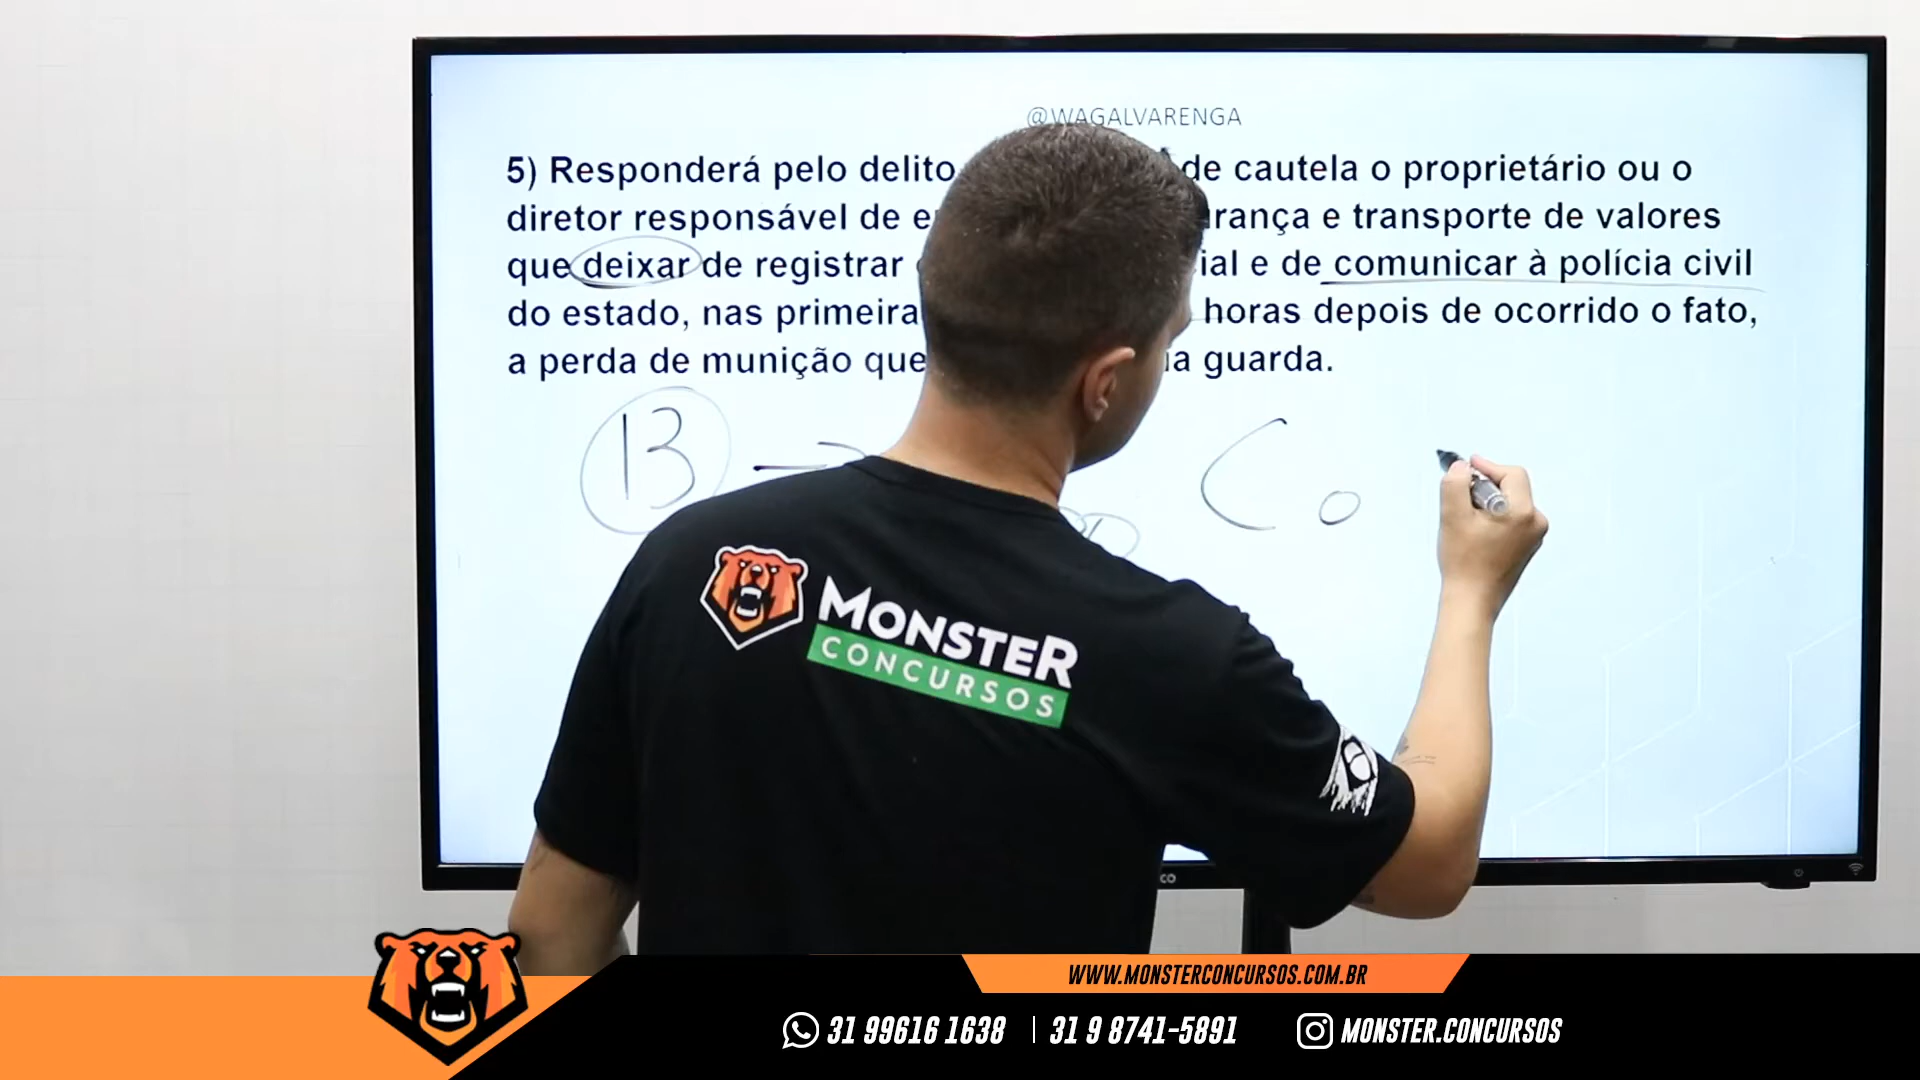 @WAGALVARENGA
5) Responderá pelo delito de cautela o proprietário ou o
diretor responsável de e urança e transporte de valores
que deixar de registrar ial e de comunicar à polícia civil
do estado, nas primeira horas depois de ocorrido o fato,
a perda de munição que guarda.
13
Co
MONSTER
CONCURSOS
WWW.MONSTERCONCURSOS.COM.BR
31 99616 1638 | 31 9 8741-5891 MONSTER.CONCURSOS